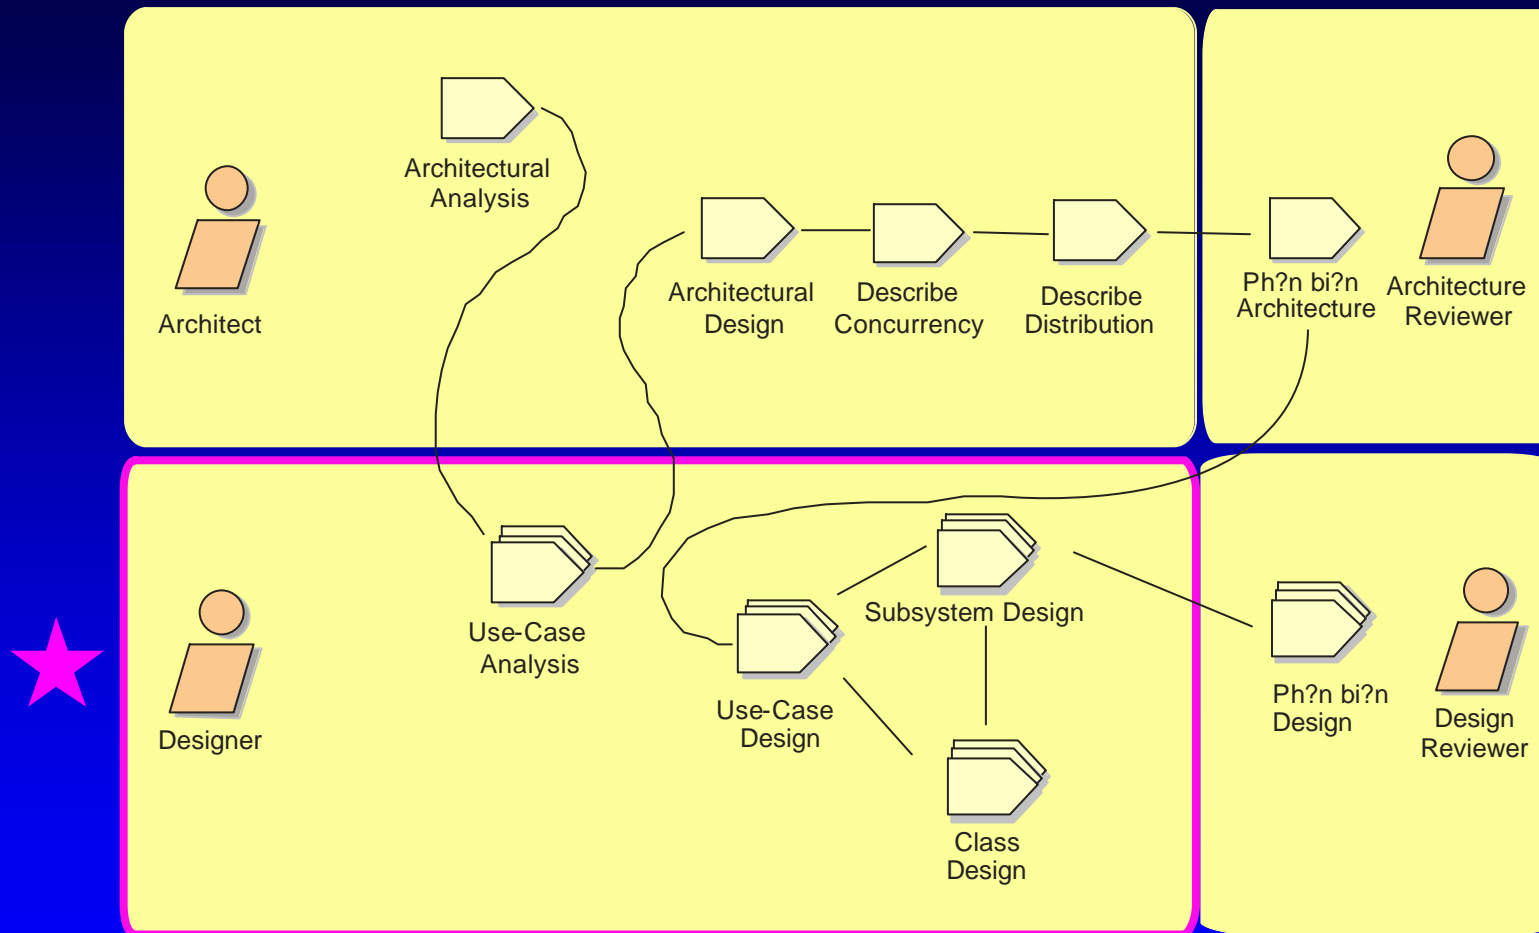 Architectural
Analysis
Architect
Architectural
Design
Describe
Concurrency
Describe
Distribution
Ph?n bi?n
Architecture
Architecture
Reviewer
Designer
Use-Case
Analysis
Use-Case
Design
Subsystem Design
Class
Design
Ph?n bi?n
Design
Design
Reviewer